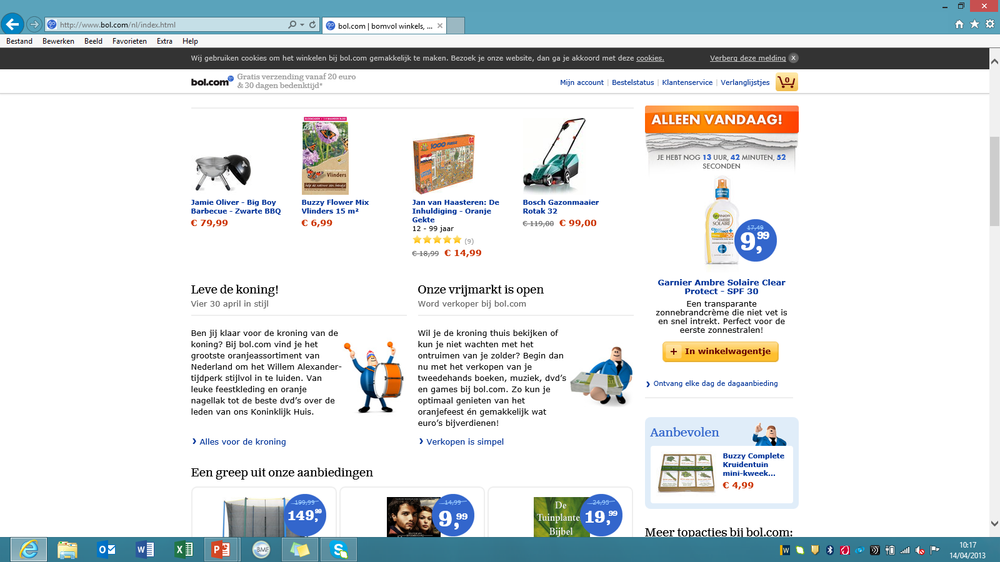 http://www.bol.com/nl/index.html
bol.com | bomvol winkels, ...
Bestand Bewerken Beeld Favorieten Extra Help
Wij gebruiken cookies om het winkelen bij bol.com gemakkelijk te maken. Bezoek je onze website, dan ga je akkoord met deze cookies.
Verberg deze melding x
bol.com
Gratis verzending vanaf 20 euro
& 30 dagen bedenktijd*
Mijn account | Bestelstatus | Klantenservice | Verlanglijstjes
0
1000 PUZZLE
Vlinders
help de natuur een handje
Jamie Oliver - Big Boy
Barbecue - Zwarte BBQ
€ 79,99
Buzzy Flower Mix
Vlinders 15 m²
€ 6,99
Jan van Haasteren: De
Inhuldiging - Oranje
Gekte
12 - 99 jaar
(9)
€ 18,99 € 14,99
Bosch Gazonmaaier
Rotak 32
€ 119,00 € 99,00
Leve de koning!
Vier 30 april in stijl
Ben jij klaar voor de kroning van de
koning? Bij bol.com vind je het
grootste oranjeassortiment van
Nederland om het Willem Alexander-
tijdperk stijlvol in te luiden. Van
leuke feestkleding en oranje
nagellak tot de beste dvd's over de
leden van ons Koninklijk Huis.
Alles voor de kroning
Onze vrijmarkt is open
Word verkoper bij bol.com
Wil je de kroning thuis bekijken of
kun je niet wachten met het
ontruimen van je zolder? Begin dan
nu met het verkopen van je
tweedehands boeken, muziek, dvd's
en games bij bol.com. Zo kun je
optimaal genieten van het
oranjefeest én gemakkelijk wat
euro's bijverdienen!
Verkopen is simpel
Een greep uit onze aanbiedingen
199,99
149,99
14,99
9,99
De
Tuinplanten
Bijbel
24,95
19,99
ALLEEN VANDAAG!
JE HEBT NOG 13 UUR, 42 MINUTEN, 52
SECONDEN
GARNIER
AMBRE
SOLAIRE
Clear
protect+
30
17,49
9,99
Garnier Ambre Solaire Clear
Protect - SPF 30
Een transparante
zonnebrandcrème die niet vet is
en snel intrekt. Perfect voor de
eerste zonnestralen!
+ In winkelwagentje
Ontvang elke dag de dagaanbieding
Aanbevolen
Buzzy Complete
Kruidentuin
mini-kweek...
€ 4,99
Meer topacties bij bol.com:
BMF
10:17
14/04/2013